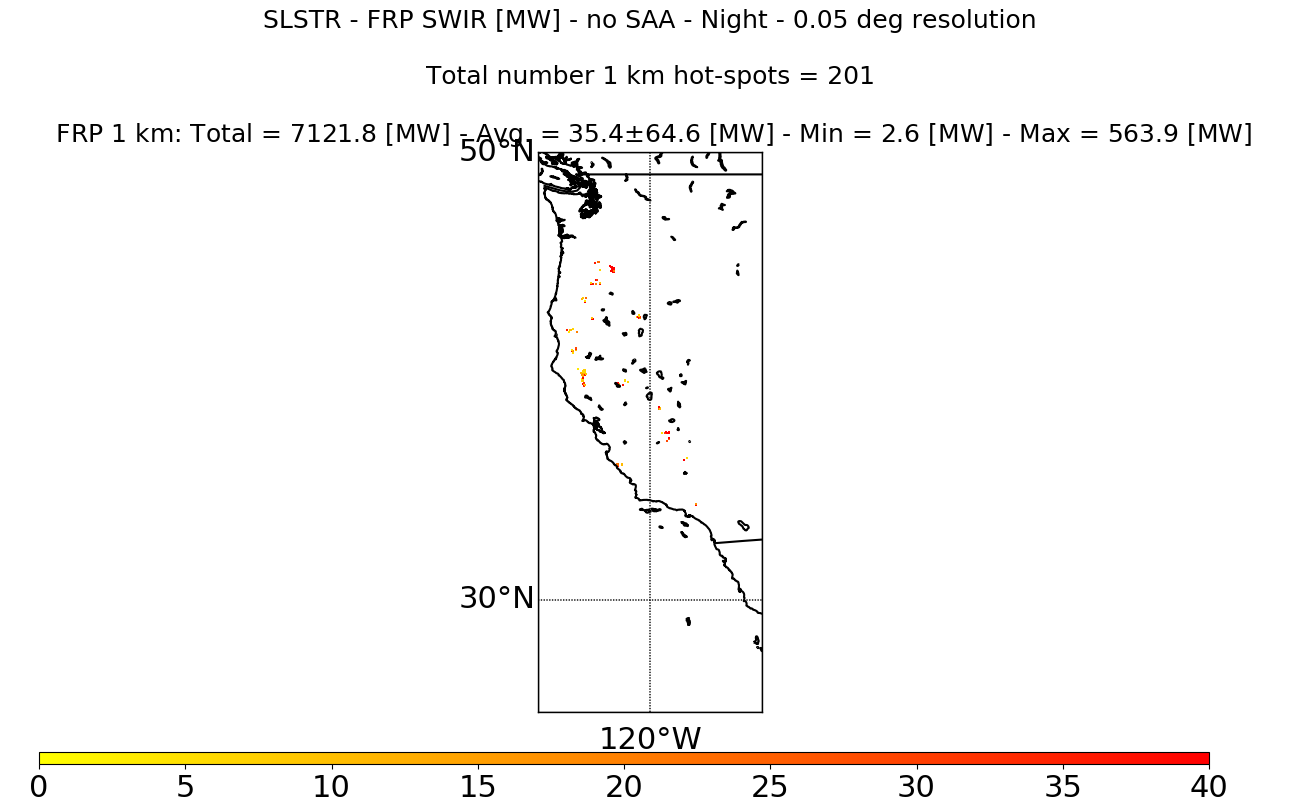 SLSTR - FRP SWIR [MW] - no SAA - Night - 0.05 deg resolution
Total number 1 km hot-spots = 201
FRP 1 km: Total = 7121.8 [MW] - Avg. = 35.4±64.6 [MW] - Min = 2.6 [MW] - Max = 563.9 [MW]
50°N
30°N
120°W
0 5 10 15 20 25 30 35 40